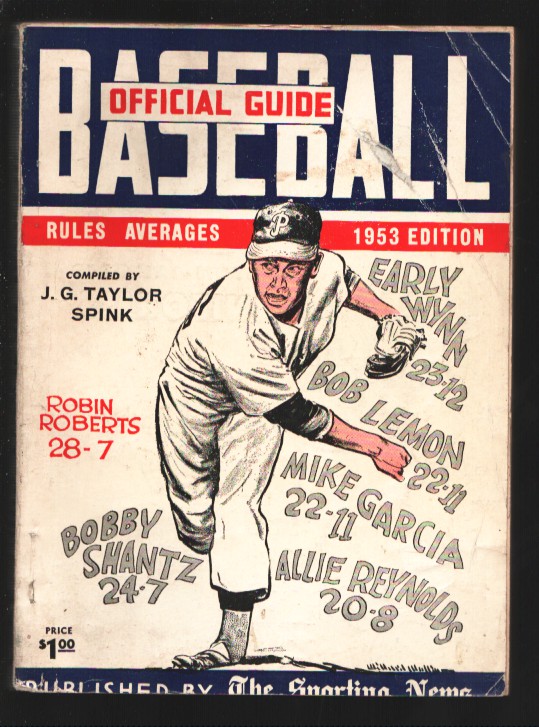 BASEBALL
OFFICIAL GUIDE
RULES AVERAGES 1953 EDITION
COMPILED BY
J. G. TAYLOR
SPINK
P
EARLY
WYNN
23-12
BOB LEMON
22-11
ROBIN
ROBERTS
28-7
MIKE GARCIA
22-11
BOBBY
SHANTZ
24-7
ALLIE REYNOLDS
20-8
PRICE
$1.00
Willard Mullin
PUBLISHED BY The Sporting News